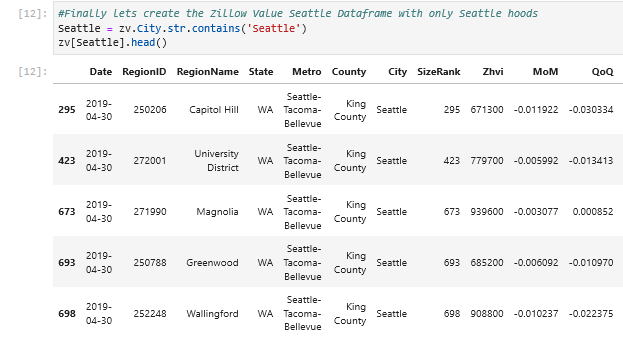 [12]: #Finally lets create the Zillow Value Seattle Dataframe with only Seattle hoods
Seattle = zv.City.str.contains('Seattle')
zv[Seattle].head()
[12]: Date RegionID RegionName State Metro County City SizeRank Zhvi MoM QoQ
Seattle-
295 2019-04-30 250206 Capitol Hill WA Tacoma- King County Seattle 295 671300 -0.011922 -0.030334
Bellevue
Seattle-
423 2019-04-30 272001 University District WA Tacoma- King County Seattle 423 779700 -0.005992 -0.013413
Bellevue
Seattle-
673 2019-04-30 271990 Magnolia WA Tacoma- King County Seattle 673 939600 -0.003077 0.000852
Bellevue
Seattle-
693 2019-04-30 250788 Greenwood WA Tacoma- King County Seattle 693 685200 -0.006092 -0.010970
Bellevue
Seattle-
698 2019-04-30 252248 Wallingford WA Tacoma- King County Seattle 698 908800 -0.010237 -0.022375
Bellevue